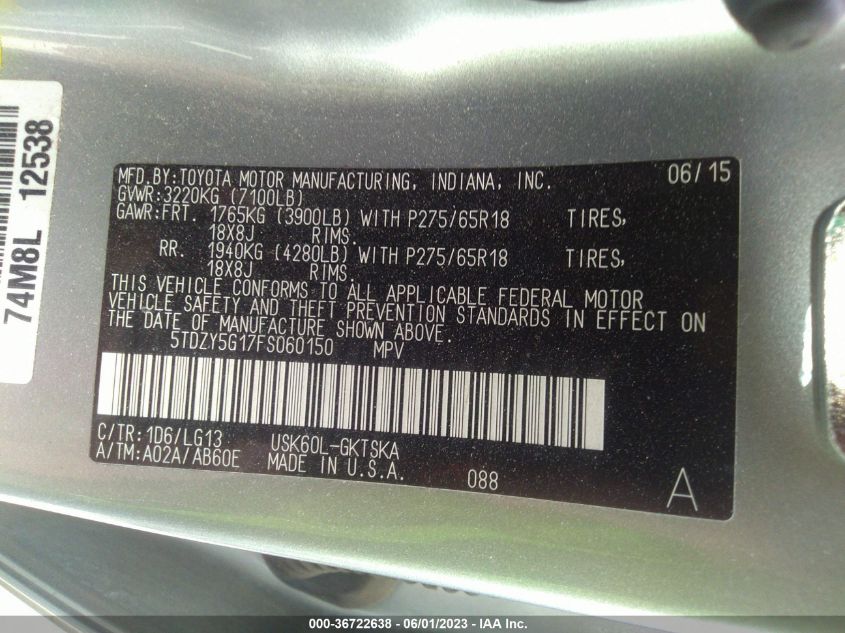 74M8L 12538
MFD.BY:TOYOTA MOTOR MANUFACTURING, INDIANA, INC. 06/15
GVWR:3220KG (7100LB)
GAWR:FRT. 1765KG (3900LB) WITH P275/65R18 TIRES,
18X8J RIMS.
RR. 1940KG (4280LB) WITH P275/65R18 TIRES,
18X8J RIMS.
THIS VEHICLE CONFORMS TO ALL APPLICABLE FEDERAL MOTOR
VEHICLE SAFETY AND THEFT PREVENTION STANDARDS IN EFFECT ON
THE DATE OF MANUFACTURE SHOWN ABOVE.
5TDZY5G17FS060150 MPV
C/TR:1D6/LG13 USK60L-GKTSKA
A/TM:A02A/AB60E MADE IN U.S.A. 088
A
000-36722638 - 06/01/2023 - IAA Inc.